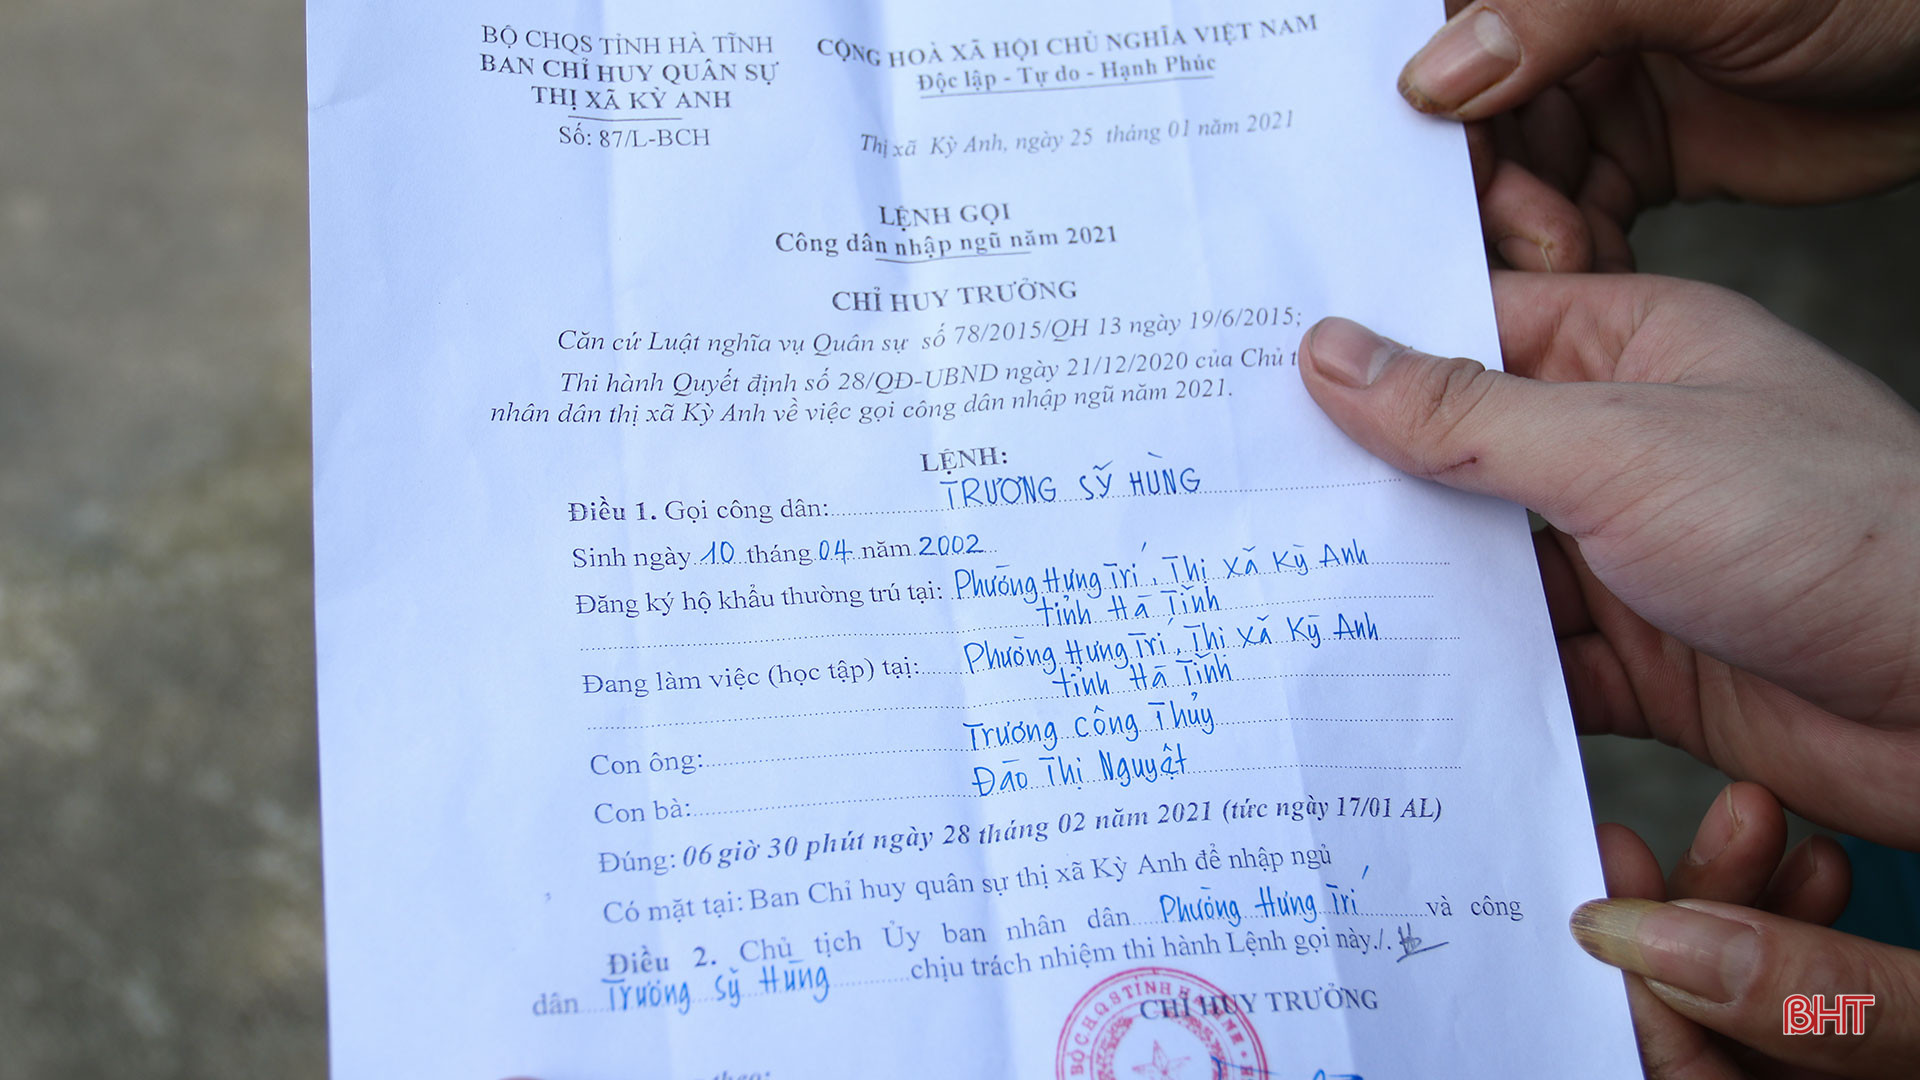 BỘ CHQS TỈNH HÀ TĨNH
BAN CHỈ HUY QUÂN SỰ
THỊ XÃ KỲ ANH
Số: 87/L-BCH
CỘNG HOÀ XÃ HỘI CHỦ NGHĨA VIỆT NAM
Độc lập - Tự do - Hạnh Phúc
Thị xã Kỳ Anh, ngày 25 tháng 01 năm 2021
LỆNH GỌI
Công dân nhập ngũ năm 2021
CHỈ HUY TRƯỞNG
Căn cứ Luật nghĩa vụ Quân sự số 78/2015/QH 13 ngày 19/6/2015;
Thi hành Quyết định số 28/QĐ-UBND ngày 21/12/2020 của Chủ t
nhân dân thị xã Kỳ Anh về việc gọi công dân nhập ngũ năm 2021.
LỆNH:
Điều 1. Gọi công dân: TRƯƠNG SỸ HÙNG
Sinh ngày 10 tháng 04 năm 2002
Đăng ký hộ khẩu thường trú tại: Phường Hưng Trí, Thị xã Kỳ Anh
tỉnh Hà Tĩnh
Đang làm việc (học tập) tại: Phường Hưng Trí, Thị xã Kỳ Anh
tỉnh Hà Tĩnh
Con ông: Trương Công Thủy
Con bà: Đào Thị Nguyệt
Đúng: 06 giờ 30 phút ngày 28 tháng 02 năm 2021 (tức ngày 17/01 AL)
Có mặt tại: Ban Chỉ huy quân sự thị xã Kỳ Anh để nhập ngủ
Điều 2. Chủ tịch Ủy ban nhân dân Phường Hưng Trí và công
dân Trương Sỹ Hùng chịu trách nhiệm thi hành Lệnh gọi này./.
CHỈ HUY TRƯỞNG
BỘ C.H.Q.S TỈNH HÀ TĨNH
BHT